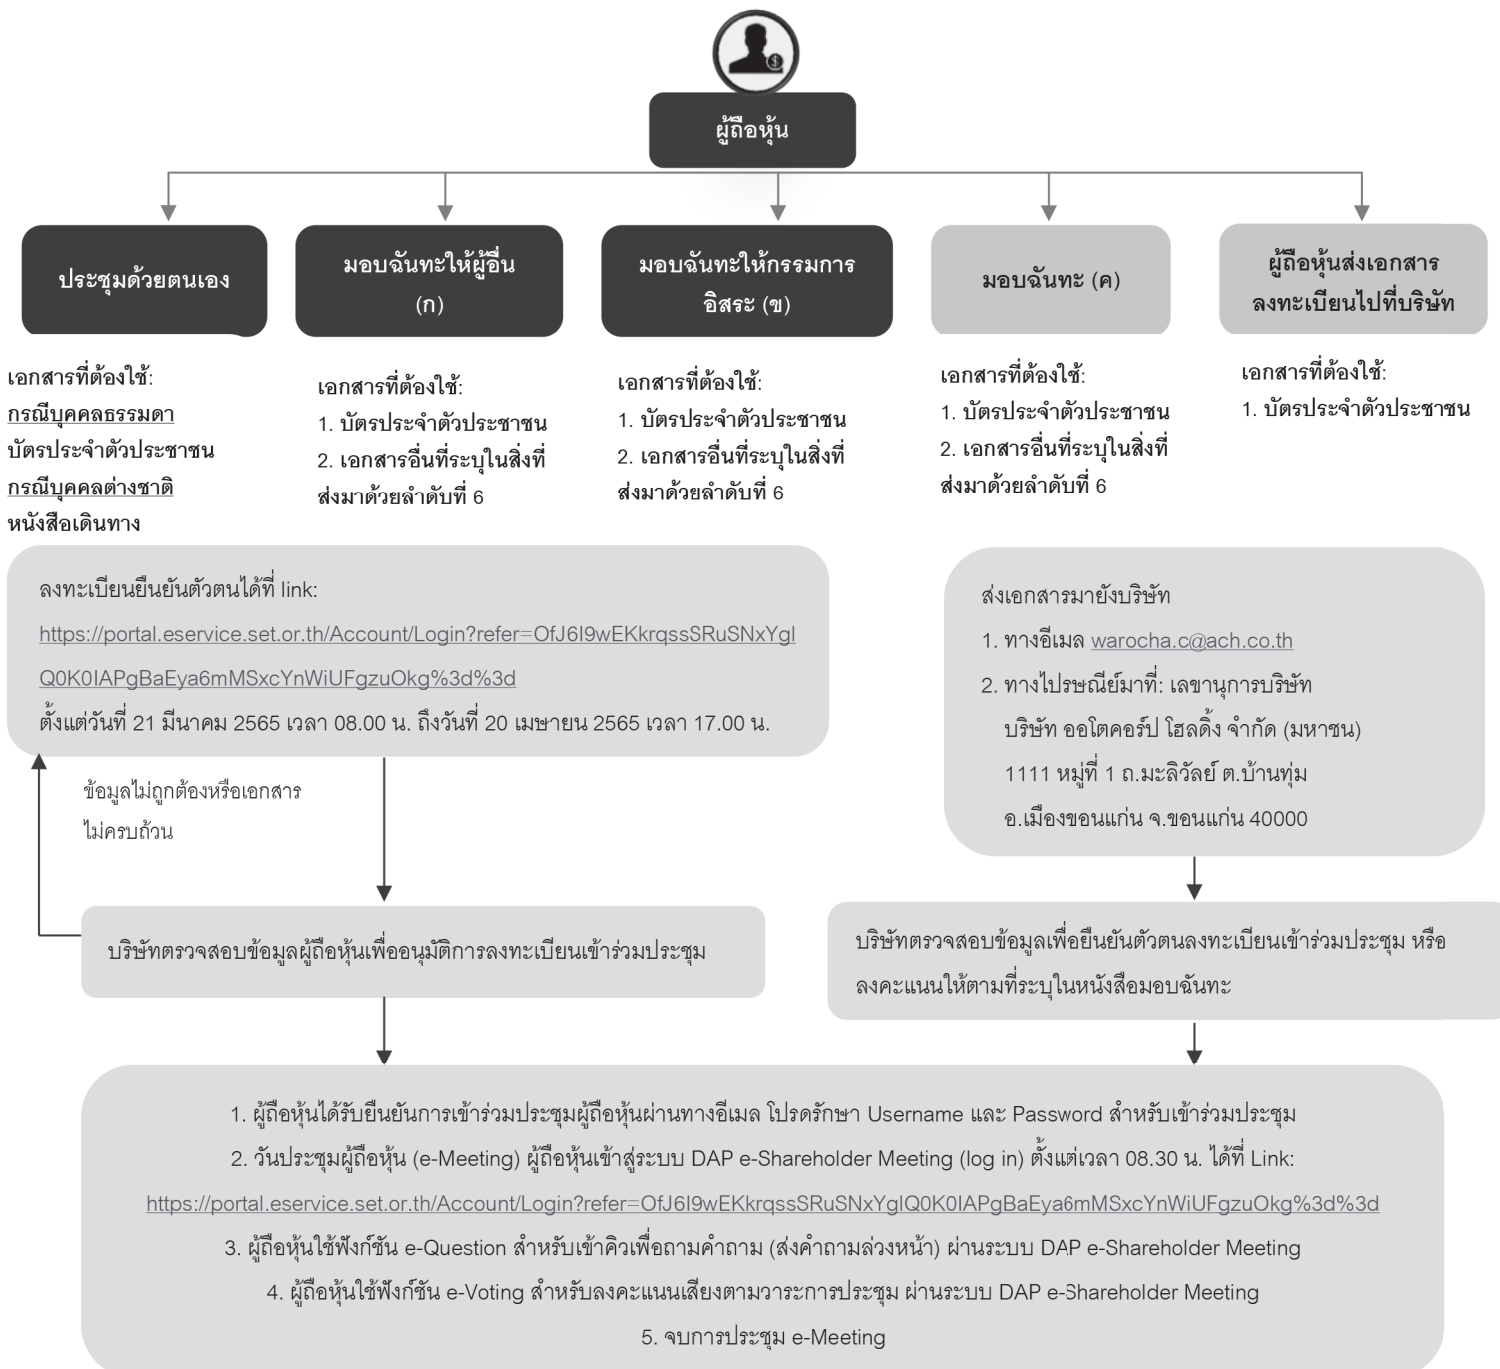 ผู้ถือหุ้น
ประชุมด้วยตนเอง
มอบฉันทะให้ผู้อื่น
(ก)
มอบฉันทะให้กรรมการ
อิสระ (ข)
มอบฉันทะ (ค)
ผู้ถือหุ้นส่งเอกสาร
ลงทะเบียนไปที่บริษัท
เอกสารที่ต้องใช้:
กรณีบุคคลธรรมดา
บัตรประจำตัวประชาชน
กรณีบุคคลต่างชาติ
หนังสือเดินทาง
เอกสารที่ต้องใช้:
1. บัตรประจำตัวประชาชน
2. เอกสารอื่นที่ระบุในสิ่งที่
ส่งมาด้วยลำดับที่ 6
เอกสารที่ต้องใช้:
1. บัตรประจำตัวประชาชน
2. เอกสารอื่นที่ระบุในสิ่งที่
ส่งมาด้วยลำดับที่ 6
เอกสารที่ต้องใช้:
1. บัตรประจำตัวประชาชน
2. เอกสารอื่นที่ระบุในสิ่งที่
ส่งมาด้วยลำดับที่ 6
เอกสารที่ต้องใช้:
1. บัตรประจำตัวประชาชน
ลงทะเบียนยืนยันตัวตนได้ที่ link:
https://portal.eservice.set.or.th/Account/Login?refer=OfJ6I9wEKkrqssSRuSNxYgI
Q0K0IAPgBaEya6mMSxcYnWiUFgzuOkg%3d%3d
ตั้งแต่วันที่ 21 มีนาคม 2565 เวลา 08.00 น. ถึงวันที่ 20 เมษายน 2565 เวลา 17.00 น.
ส่งเอกสารมายังบริษัท
1. ทางอีเมล warocha.c@ach.co.th
2. ทางไปรษณีย์มาที่: เลขานุการบริษัท
บริษัท ออโตคอร์ป โฮลดิ้ง จำกัด (มหาชน)
1111 หมู่ที่ 1 ถ.มะลิวัลย์ ต.บ้านทุ่ม
อ.เมืองขอนแก่น จ.ขอนแก่น 40000
ข้อมูลไม่ถูกต้องหรือเอกสาร
ไม่ครบถ้วน
บริษัทตรวจสอบข้อมูลผู้ถือหุ้นเพื่ออนุมัติการลงทะเบียนเข้าร่วมประชุม
บริษัทตรวจสอบข้อมูลเพื่อยืนยันตัวตนลงทะเบียนเข้าร่วมประชุม หรือ
ลงคะแนนให้ตามที่ระบุในหนังสือมอบฉันทะ
1. ผู้ถือหุ้นได้รับยืนยันการเข้าร่วมประชุมผู้ถือหุ้นผ่านทางอีเมล โปรดรักษา Username และ Password สำหรับเข้าร่วมประชุม
2. วันประชุมผู้ถือหุ้น (e-Meeting) ผู้ถือหุ้นเข้าสู่ระบบ DAP e-Shareholder Meeting (log in) ตั้งแต่เวลา 08.30 น. ได้ที่ Link:
https://portal.eservice.set.or.th/Account/Login?refer=OfJ6I9wEKkrqssSRuSNxYgIQ0K0IAPgBaEya6mMSxcYnWiUFgzuOkg%3d%3d
3. ผู้ถือหุ้นใช้ฟังก์ชัน e-Question สำหรับเข้าคิวเพื่อถามคำถาม (ส่งคำถามล่วงหน้า) ผ่านระบบ DAP e-Shareholder Meeting
4. ผู้ถือหุ้นใช้ฟังก์ชัน e-Voting สำหรับลงคะแนนเสียงตามวาระการประชุม ผ่านระบบ DAP e-Shareholder Meeting
5. จบการประชุม e-Meeting